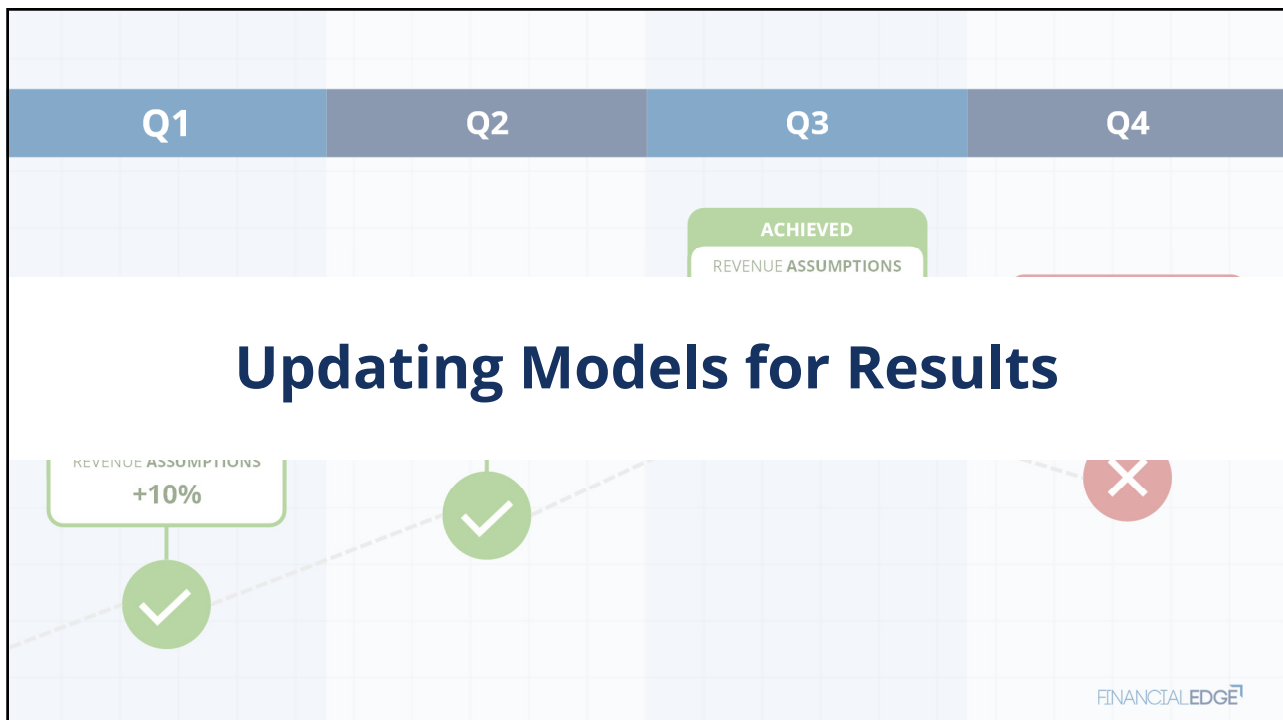 Q1 Q2 Q3 Q4
ACHIEVED
REVENUE ASSUMPTIONS
Updating Models for Results
REVENUE ASSUMPTIONS
+10%
FINANCIALEDGE